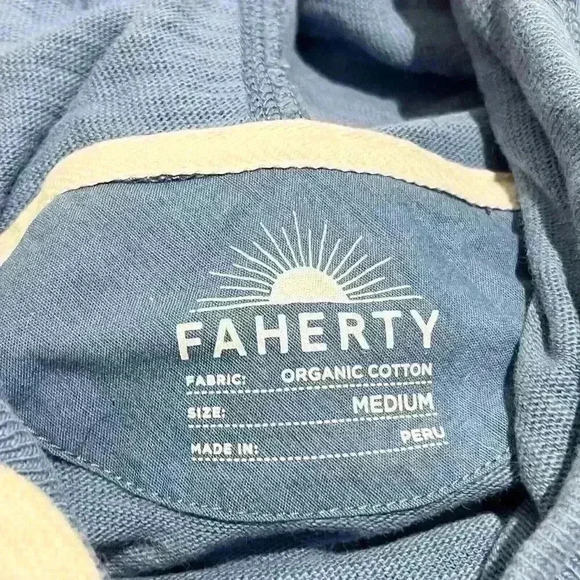 FAHERTY
FABRIC: ORGANIC COTTON
SIZE: MEDIUM
MADE IN: PERU